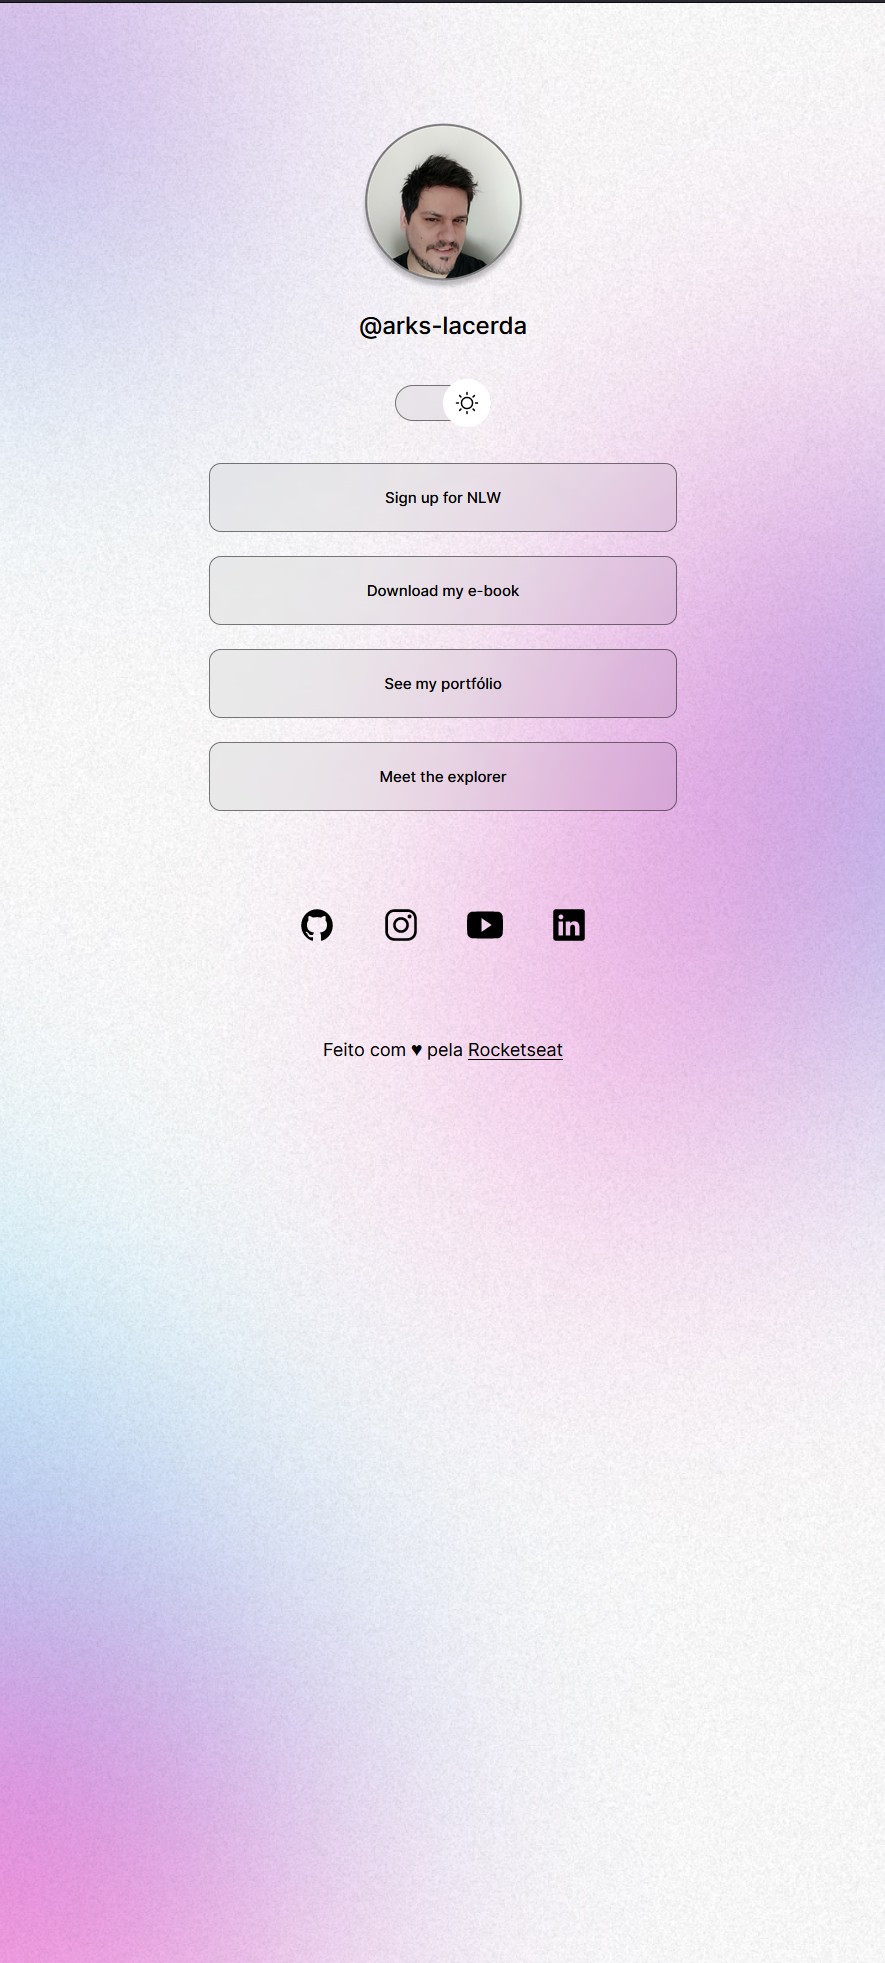 @arks-lacerda
Sign up for NLW
Download my e-book
See my portfólio
Meet the explorer
in
Feito com ♥ pela Rocketseat